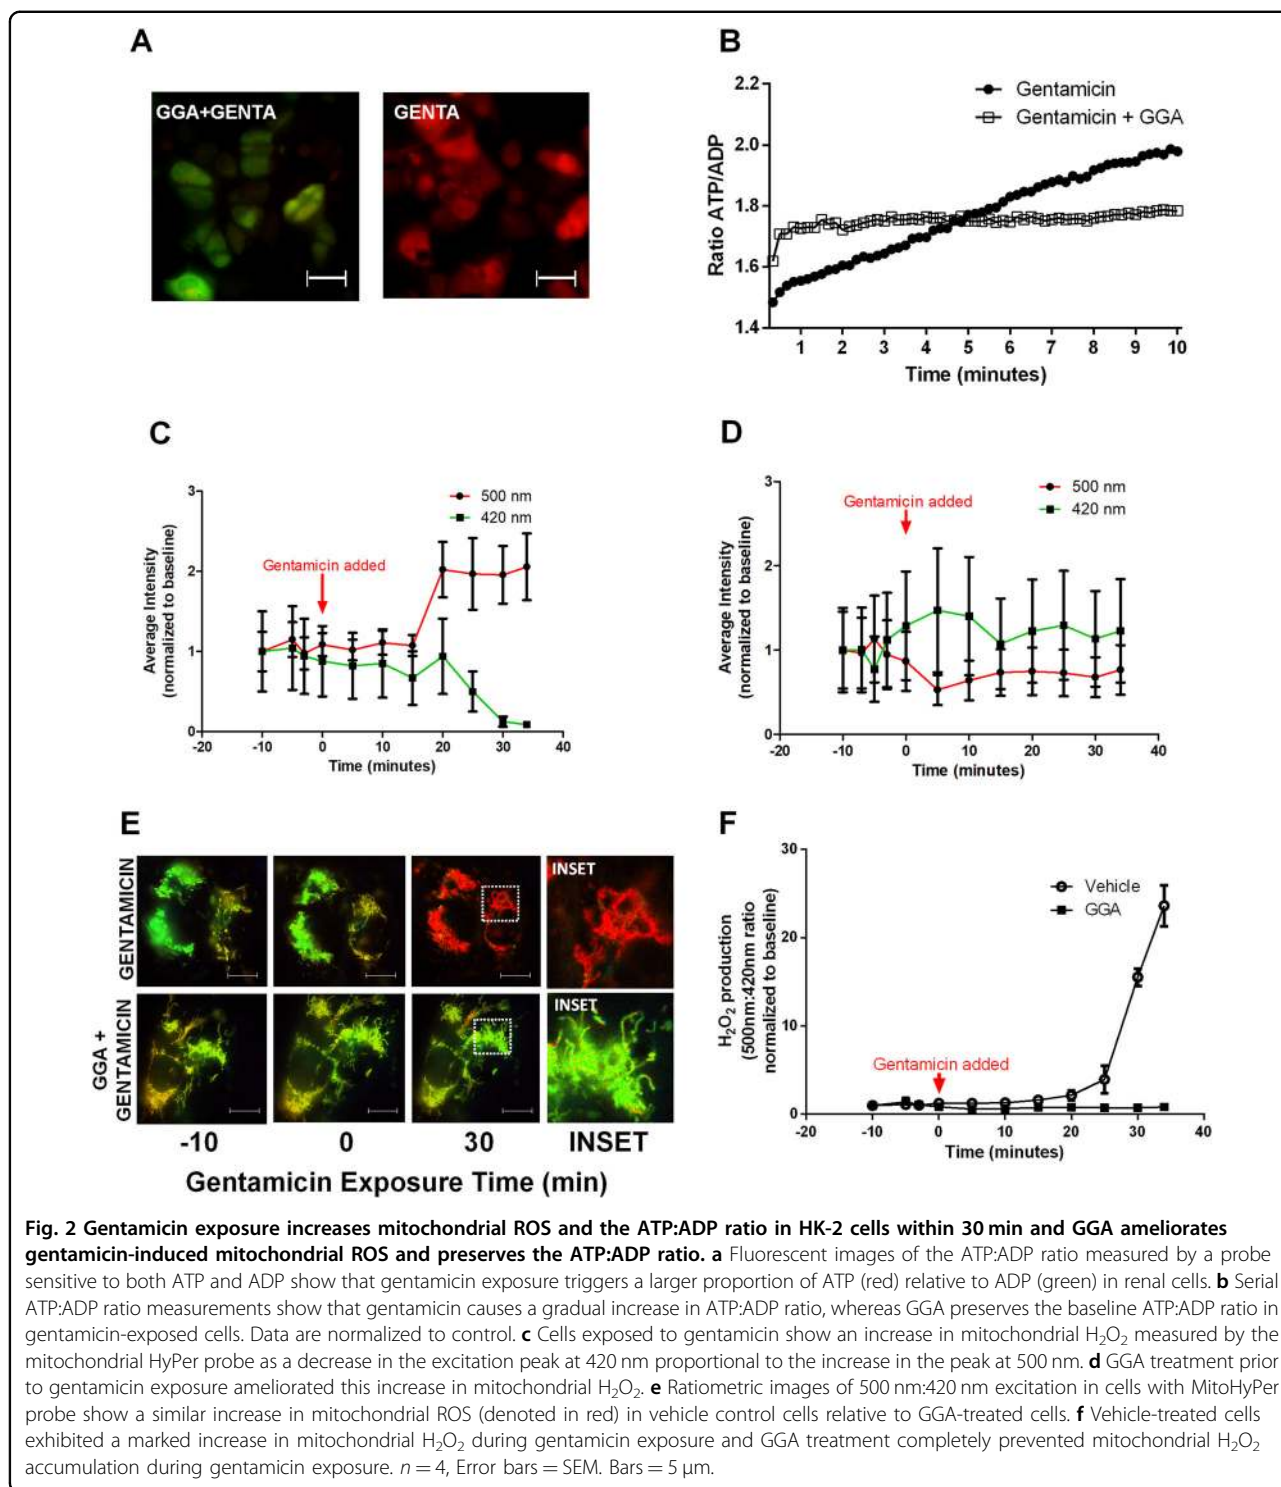 A
GGA+GENTA
GENTA
B
Gentamicin
Gentamicin + GGA
2.2
2.0
1.8
1.6
1.4
Ratio ATP/ADP
1 2 3 4 5 6 7 8 9 10
Time (minutes)
C
500 nm
420 nm
Gentamicin added
3
2
1
0
Average Intensity
(normalized to baseline)
-20 -10 0 10 20 30 40
Time (minutes)
D
500 nm
420 nm
Gentamicin added
3
2
1
0
Average Intensity
(normalized to baseline)
-20 -10 0 10 20 30 40
Time (minutes)
E
GENTAMICIN
INSET
GGA +
GENTAMICIN
INSET
-10 0 30 INSET
Gentamicin Exposure Time (min)
F
Vehicle
GGA
Gentamicin added
30
20
10
0
H₂O₂ production
(500nm:420nm ratio
normalized to baseline)
-20 -10 0 10 20 30 40
Time (minutes)
Fig. 2 Gentamicin exposure increases mitochondrial ROS and the ATP:ADP ratio in HK-2 cells within 30 min and GGA ameliorates
gentamicin-induced mitochondrial ROS and preserves the ATP:ADP ratio. a Fluorescent images of the ATP:ADP ratio measured by a probe
sensitive to both ATP and ADP show that gentamicin exposure triggers a larger proportion of ATP (red) relative to ADP (green) in renal cells. b Serial
ATP:ADP ratio measurements show that gentamicin causes a gradual increase in ATP:ADP ratio, whereas GGA preserves the baseline ATP:ADP ratio in
gentamicin-exposed cells. Data are normalized to control. c Cells exposed to gentamicin show an increase in mitochondrial H₂O₂ measured by the
mitochondrial HyPer probe as a decrease in the excitation peak at 420 nm proportional to the increase in the peak at 500 nm. d GGA treatment prior
to gentamicin exposure ameliorated this increase in mitochondrial H₂O₂. e Ratiometric images of 500 nm:420 nm excitation in cells with MitoHyPer
probe show a similar increase in mitochondrial ROS (denoted in red) in vehicle control cells relative to GGA-treated cells. f Vehicle-treated cells
exhibited a marked increase in mitochondrial H₂O₂ during gentamicin exposure and GGA treatment completely prevented mitochondrial H₂O₂
accumulation during gentamicin exposure. n = 4, Error bars = SEM. Bars = 5 μm.